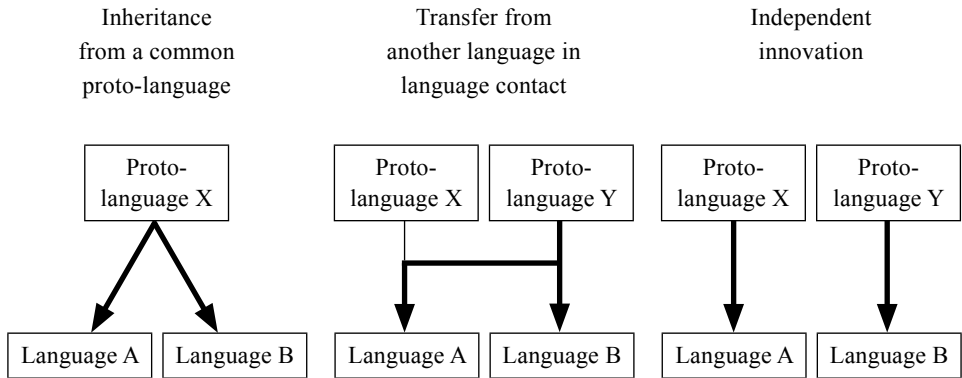 Inheritance
from a common
proto-language
Transfer from
another language in
language contact
Independent
innovation
Proto-
language X
Proto-
language X
Proto-
language Y
Proto-
language X
Proto-
language Y
Language A
Language B
Language A
Language B
Language A
Language B